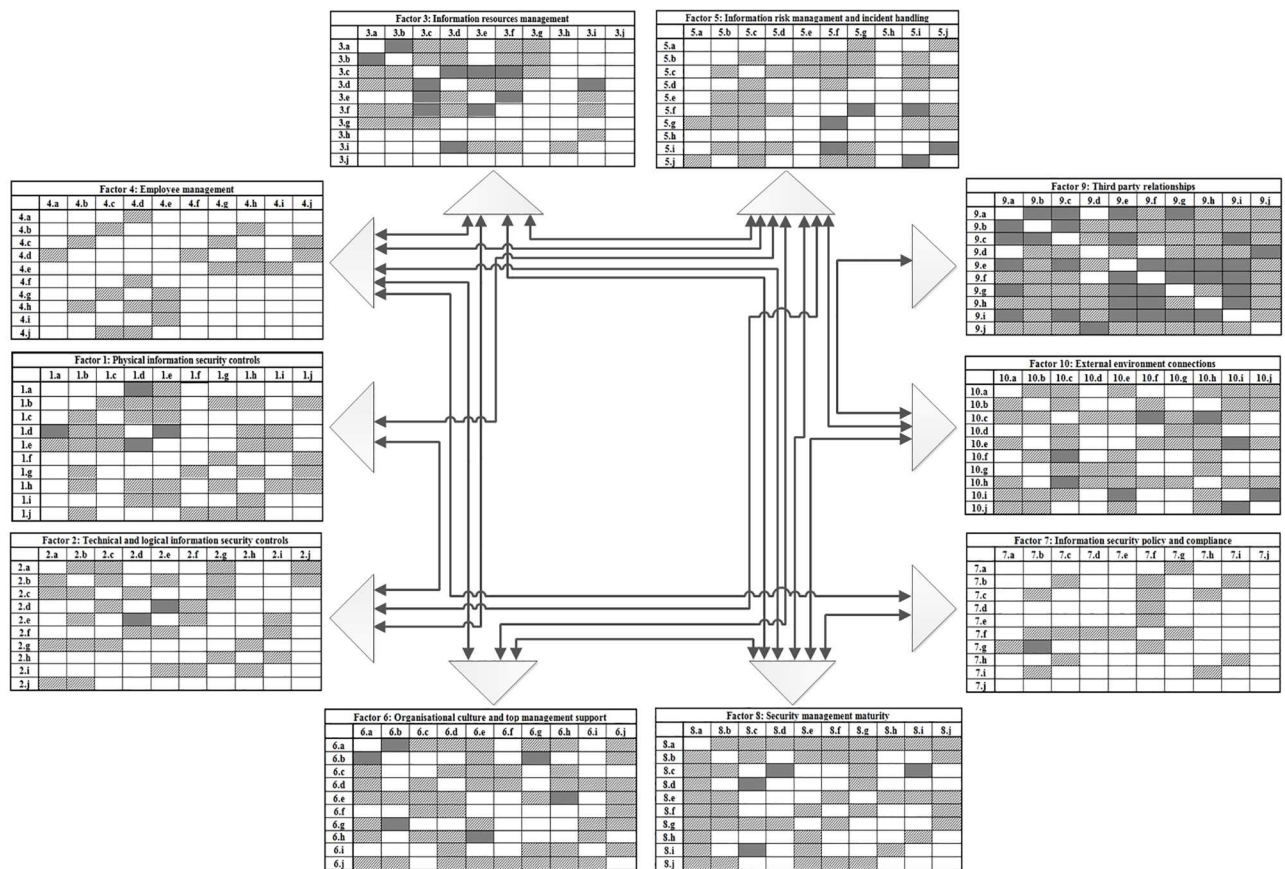 Factor 3: Information resources management
3.a 3.b 3.c 3.d 3.e 3.f 3.g 3.h 3.i 3.j
3.a
3.b
3.c
3.d
3.e
3.f
3.g
3.h
3.i
3.j
Factor 5: Information risk managament and incident handling
5.a 5.b 5.c 5.d 5.e 5.f 5.g 5.h 5.i 5.j
5.a
5.b
5.c
5.d
5.e
5.f
5.g
5.h
5.i
5.j
Factor 4: Employee management
4.a 4.b 4.c 4.d 4.e 4.f 4.g 4.h 4.i 4.j
4.a
4.b
4.c
4.d
4.e
4.f
4.g
4.h
4.i
4.j
Factor 9: Third party relationships
9.a 9.b 9.c 9.d 9.e 9.f 9.g 9.h 9.i 9.j
9.a
9.b
9.c
9.d
9.e
9.f
9.g
9.h
9.i
9.j
Factor 1: Physical information security controls
1.a 1.b 1.c 1.d 1.e 1.f 1.g 1.h 1.i 1.j
1.a
1.b
1.c
1.d
1.e
1.f
1.g
1.h
1.i
1.j
Factor 10: External environment connections
10.a 10.b 10.c 10.d 10.e 10.f 10.g 10.h 10.i 10.j
10.a
10.b
10.c
10.d
10.e
10.f
10.g
10.h
10.i
10.j
Factor 2: Technical and logical information security controls
2.a 2.b 2.c 2.d 2.e 2.f 2.g 2.h 2.i 2.j
2.a
2.b
2.c
2.d
2.e
2.f
2.g
2.h
2.i
2.j
Factor 7: Information security policy and compliance
7.a 7.b 7.c 7.d 7.e 7.f 7.g 7.h 7.i 7.j
7.a
7.b
7.c
7.d
7.e
7.f
7.g
7.h
7.i
7.j
Factor 6: Organisational culture and top management support
6.a 6.b 6.c 6.d 6.e 6.f 6.g 6.h 6.i 6.j
6.a
6.b
6.c
6.d
6.e
6.f
6.g
6.h
6.i
6.j
Factor 8: Security management maturity
8.a 8.b 8.c 8.d 8.e 8.f 8.g 8.h 8.i 8.j
8.a
8.b
8.c
8.d
8.e
8.f
8.g
8.h
8.i
8.j